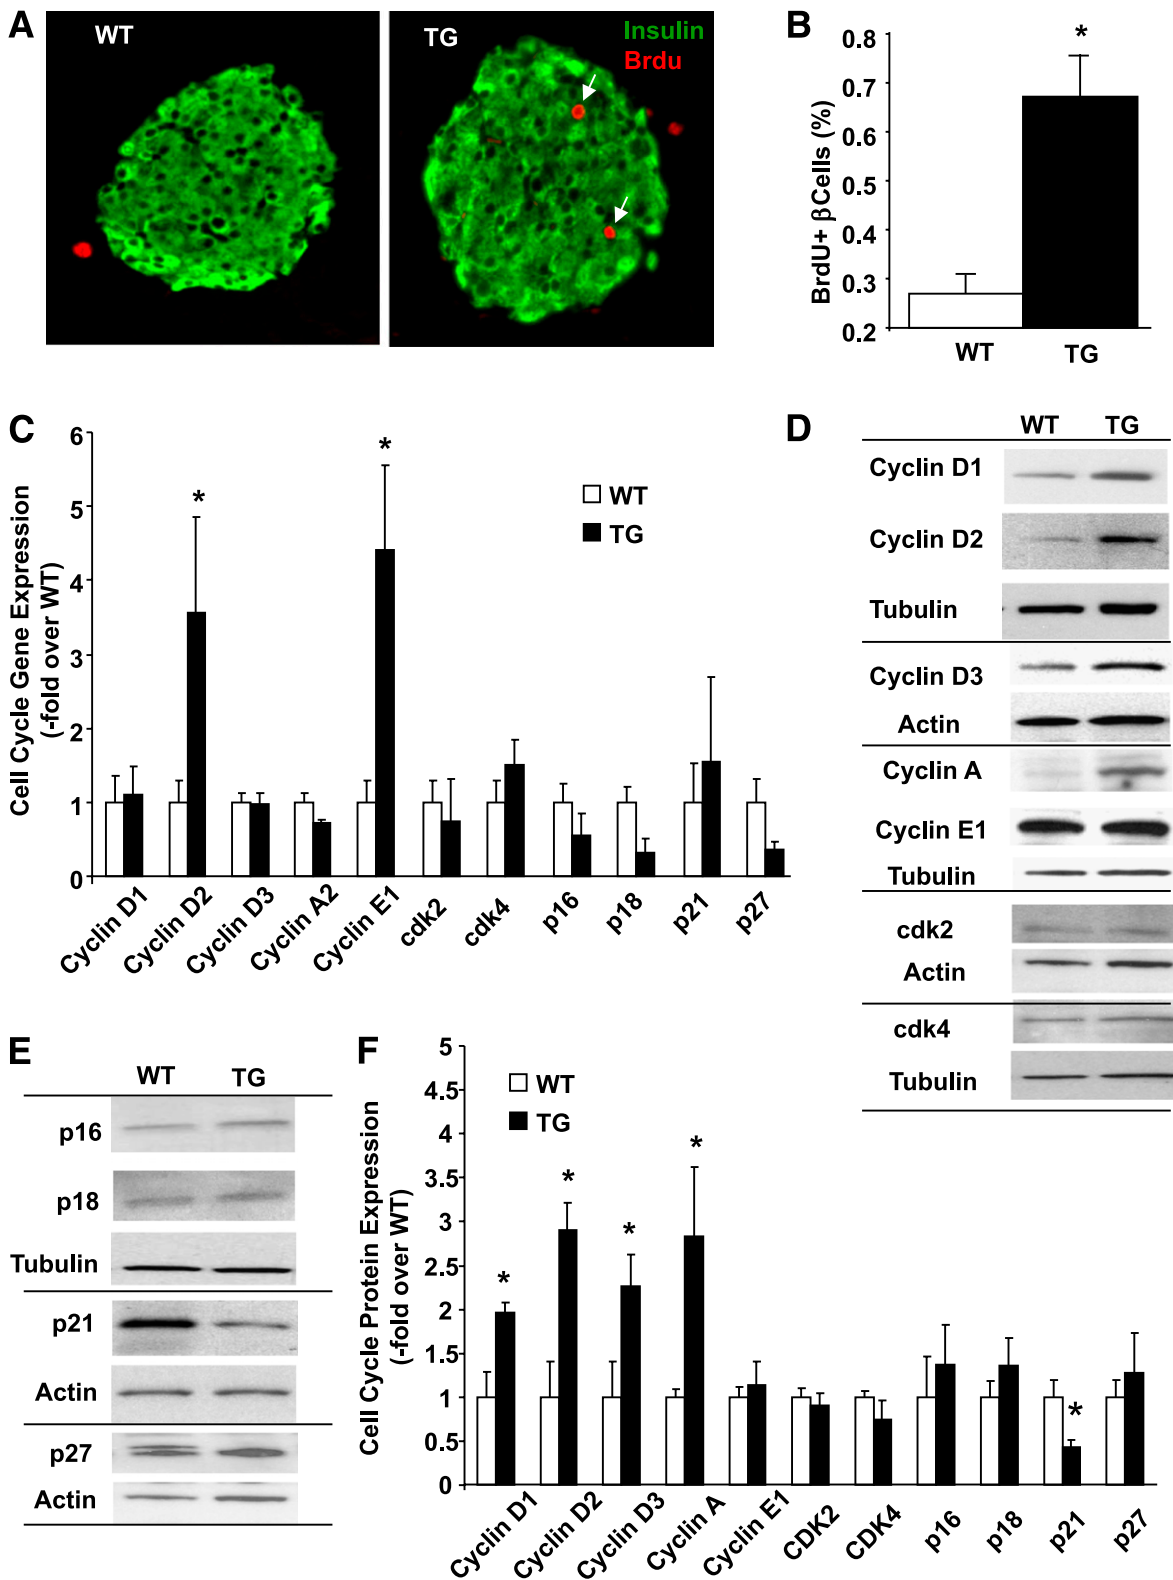 A
WT
TG
Insulin
Brdu
B
BrdU+ βCells (%)
0.8
0.7
0.6
0.5
0.4
0.3
0.2
*
WT
TG
C
Cell Cycle Gene Expression
(-fold over WT)
6
5
4
3
2
1
0
*
*
WT
TG
Cyclin D1
Cyclin D2
Cyclin D3
Cyclin A2
Cyclin E1
cdk2
cdk4
p16
p18
p21
p27
D
WT
TG
Cyclin D1
Cyclin D2
Tubulin
Cyclin D3
Actin
Cyclin A
Cyclin E1
Tubulin
cdk2
Actin
cdk4
Tubulin
E
WT
TG
p16
p18
Tubulin
p21
Actin
p27
Actin
F
Cell Cycle Protein Expression
(-fold over WT)
5
4.5
4
3.5
3
2.5
2
1.5
1
0.5
0
WT
TG
*
*
*
*
*
Cyclin D1
Cyclin D2
Cyclin D3
Cyclin A
Cyclin E1
CDK2
CDK4
p16
p18
p21
p27